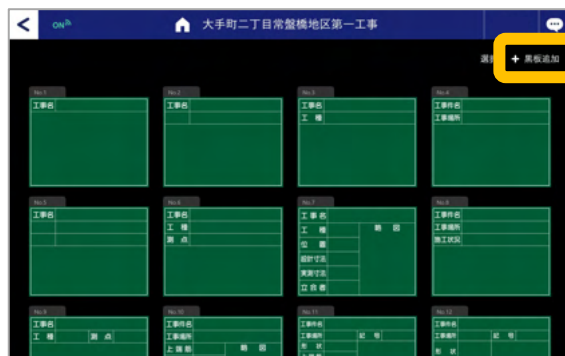 ON
大手町二丁目常盤橋地区第一工事
選択
+ 黒板追加
No.1
工事名
No.2
工事名
No.3
工事名
工 種
No.4
工事件名
工事場所
No.5
工事名
No.6
工事名
工 種
測 点
No.7
工 事 名
工 種
略 図
位 置
設計寸法
実測寸法
立 会 者
No.8
工事件名
工事場所
施工状況
No.9
工事名
工 種
測 点
No.10
工事件名
工事場所
略 図
No.11
工事件名
工事場所
記 号
形 状
No.12
工事件名
工事場所
記 号
形 状